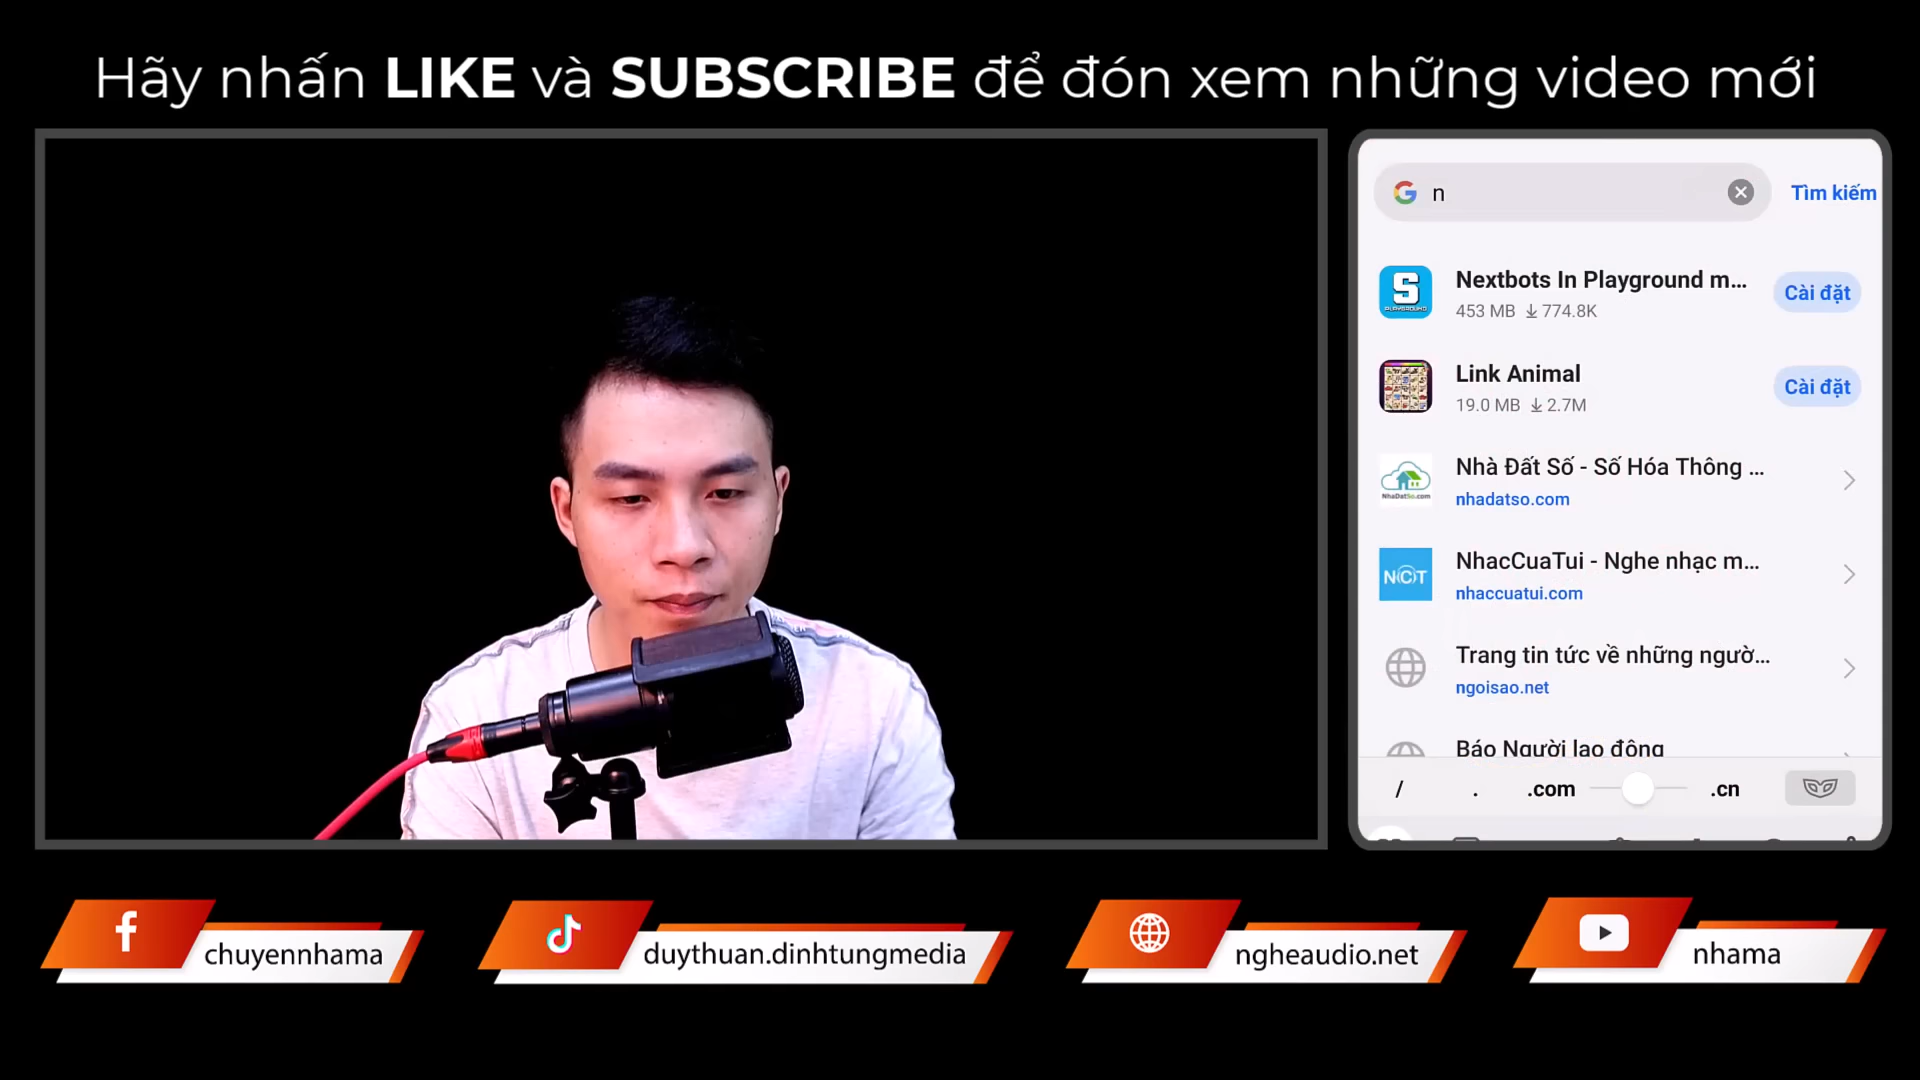 Hãy nhấn LIKE và SUBSCRIBE để đón xem những video mới
n
Tìm kiếm
Nextbots In Playground m...
453 MB 774.8K
Cài đặt
Link Animal
19.0 MB 2.7M
Cài đặt
Nhà Đất Số - Số Hóa Thông ...
nhadatso.com
NhaDatSo.com
NhacCuaTui - Nghe nhạc m...
nhaccuatui.com
NCT
Trang tin tức về những ngườ...
ngoisao.net
Báo Người lao động
/ . .com .cn
chuyennhama
duythuan.dinhtungmedia
ngheaudio.net
nhama
S
PLAYGROUND